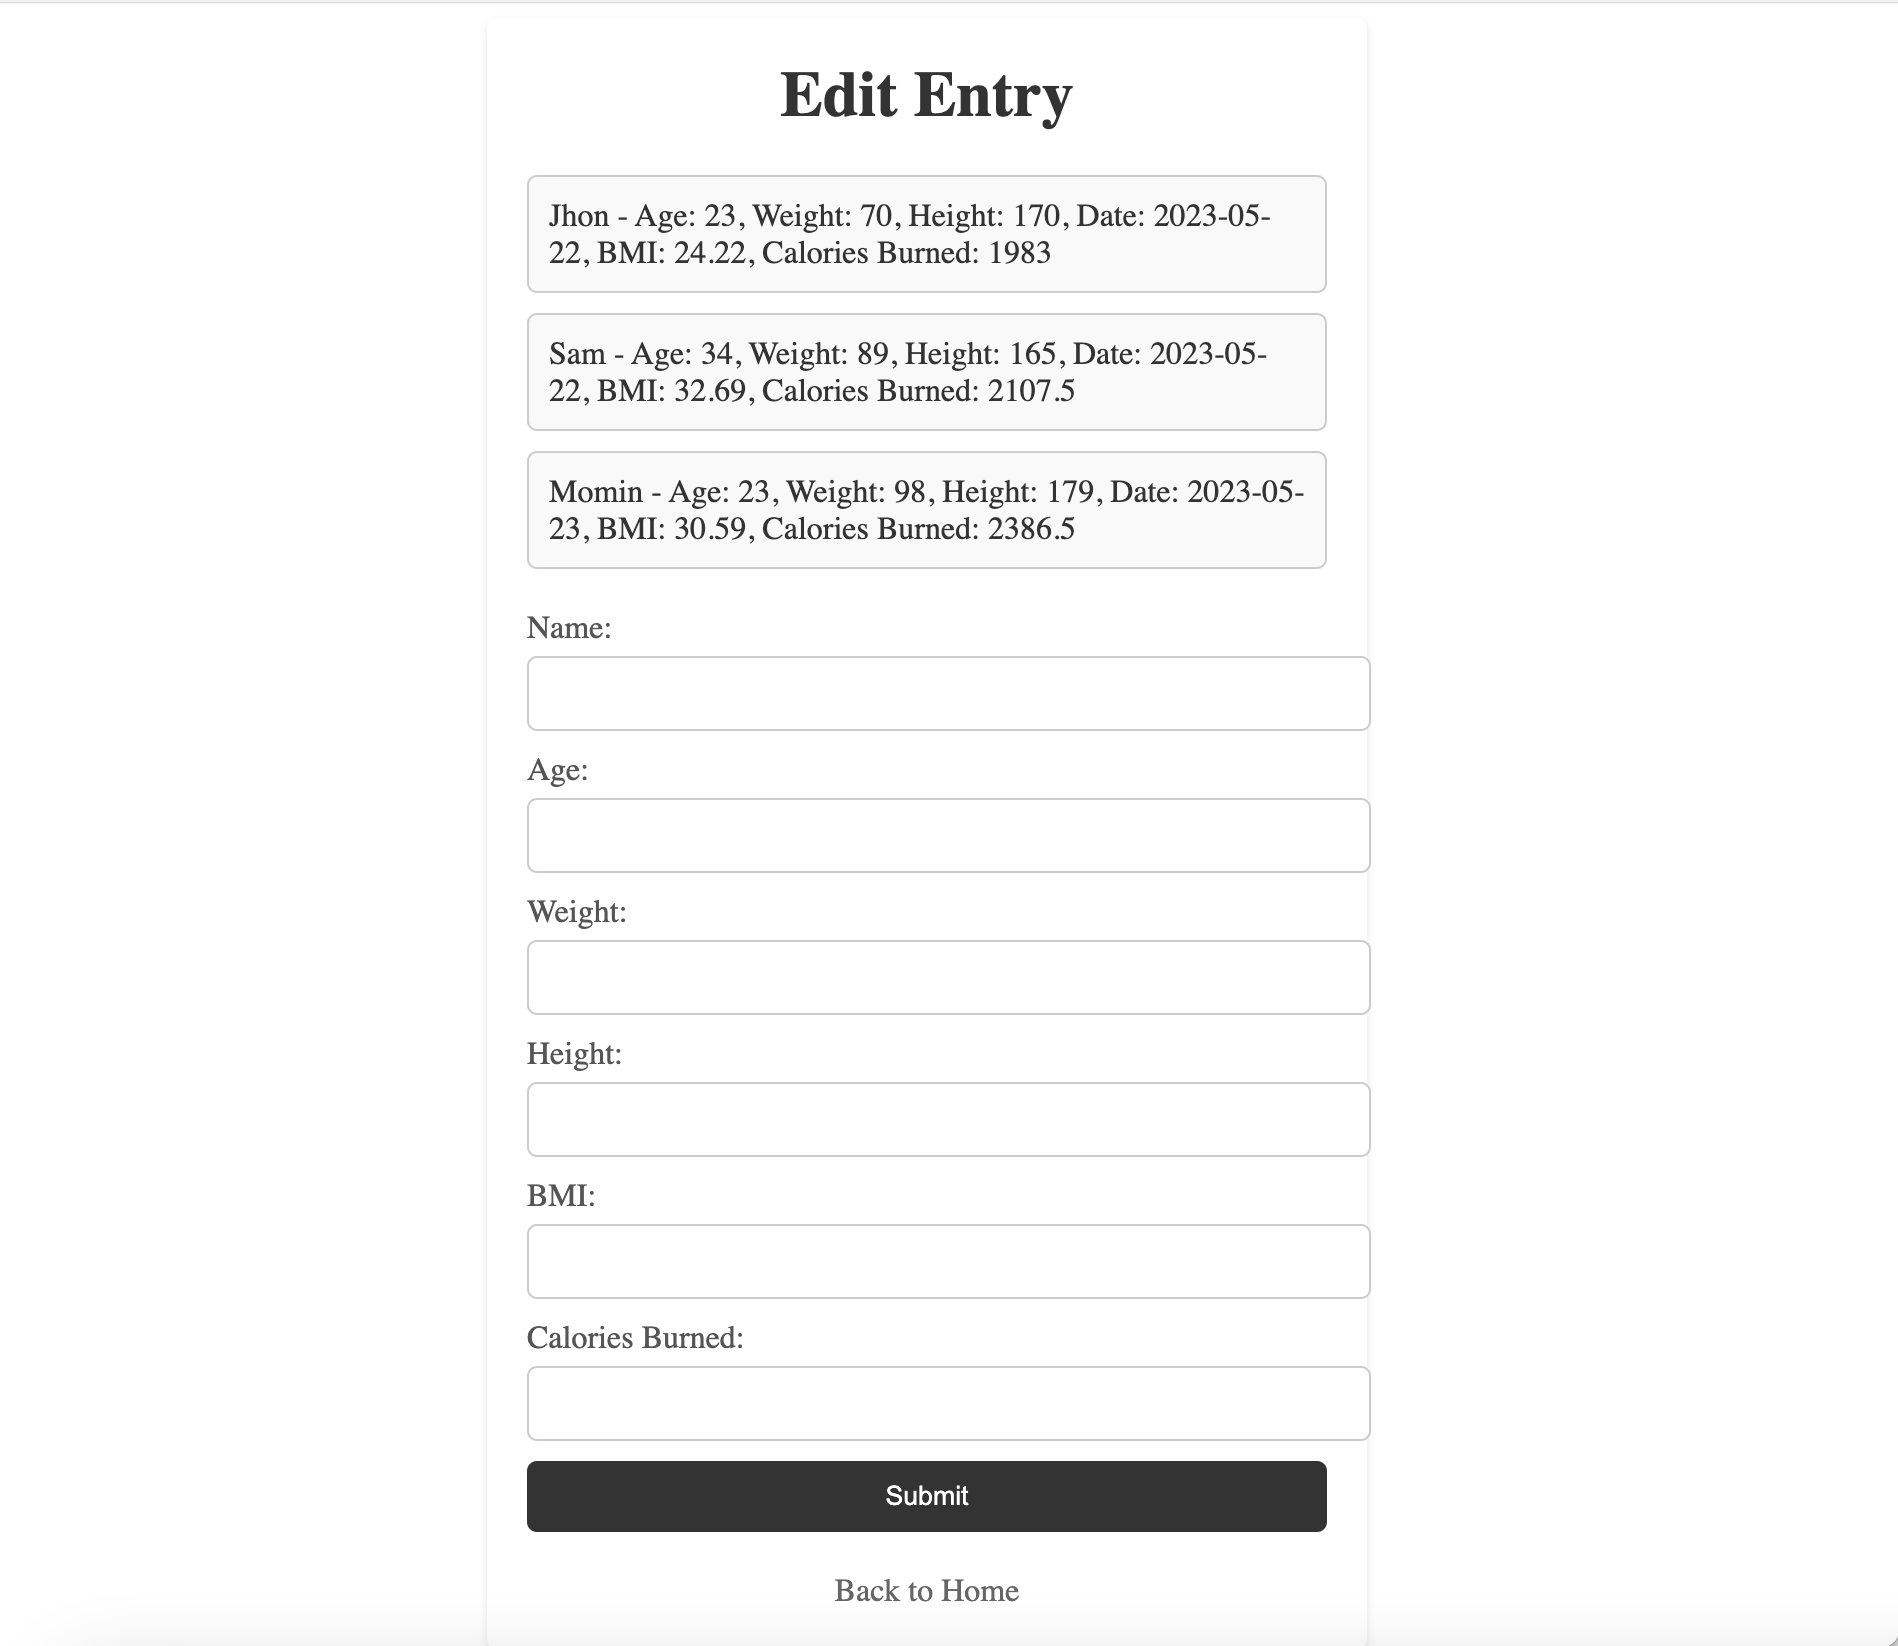 Edit Entry
Jhon - Age: 23, Weight: 70, Height: 170, Date: 2023-05-
22, BMI: 24.22, Calories Burned: 1983
Sam - Age: 34, Weight: 89, Height: 165, Date: 2023-05-
22, BMI: 32.69, Calories Burned: 2107.5
Momin - Age: 23, Weight: 98, Height: 179, Date: 2023-05-
23, BMI: 30.59, Calories Burned: 2386.5
Name:
Age:
Weight:
Height:
BMI:
Calories Burned:
Submit
Back to Home